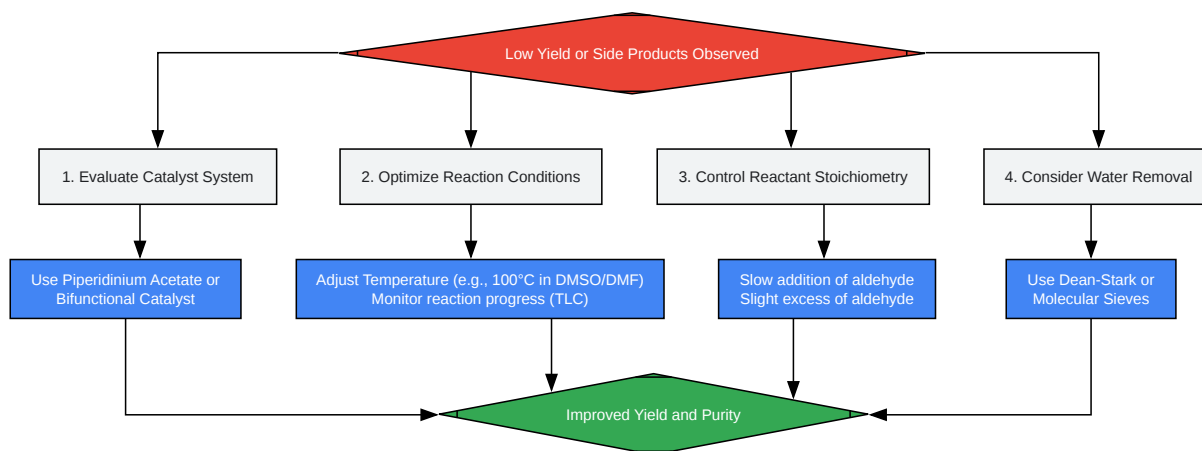 Low Yield or Side Products Observed
1. Evaluate Catalyst System
2. Optimize Reaction Conditions
3. Control Reactant Stoichiometry
4. Consider Water Removal
Use Piperidinium Acetate or
Bifunctional Catalyst
Adjust Temperature (e.g., 100°C in DMSO/DMF)
Monitor reaction progress (TLC)
Slow addition of aldehyde
Slight excess of aldehyde
Use Dean-Stark or
Molecular Sieves
Improved Yield and Purity